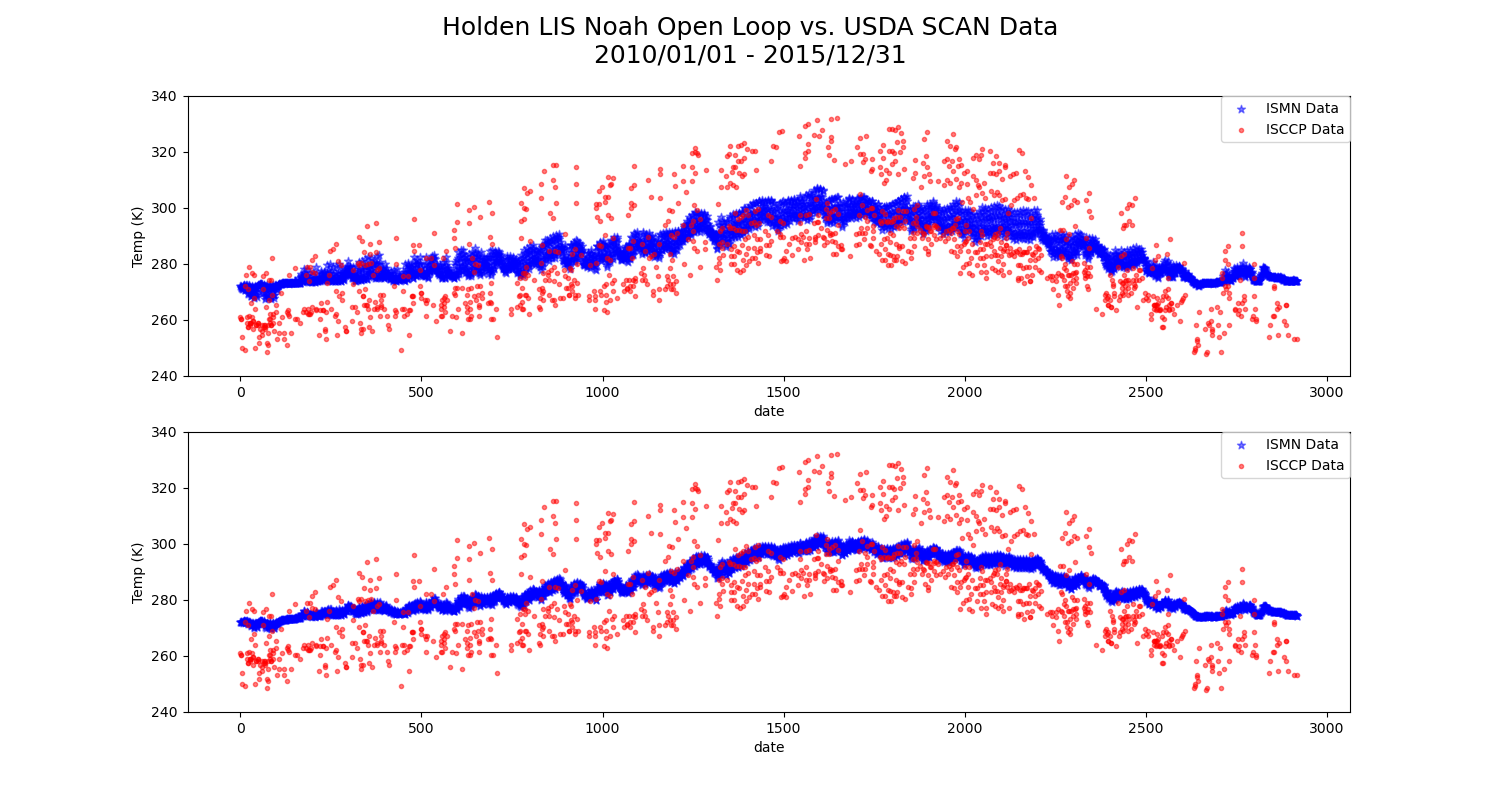 Holden LIS Noah Open Loop vs. USDA SCAN Data
2010/01/01 - 2015/12/31
340
320
300
280
260
240
Temp (K)
ISMN Data
ISCCP Data
0 500 1000 1500 2000 2500 3000
date
340
320
300
280
260
240
Temp (K)
ISMN Data
ISCCP Data
0 500 1000 1500 2000 2500 3000
date